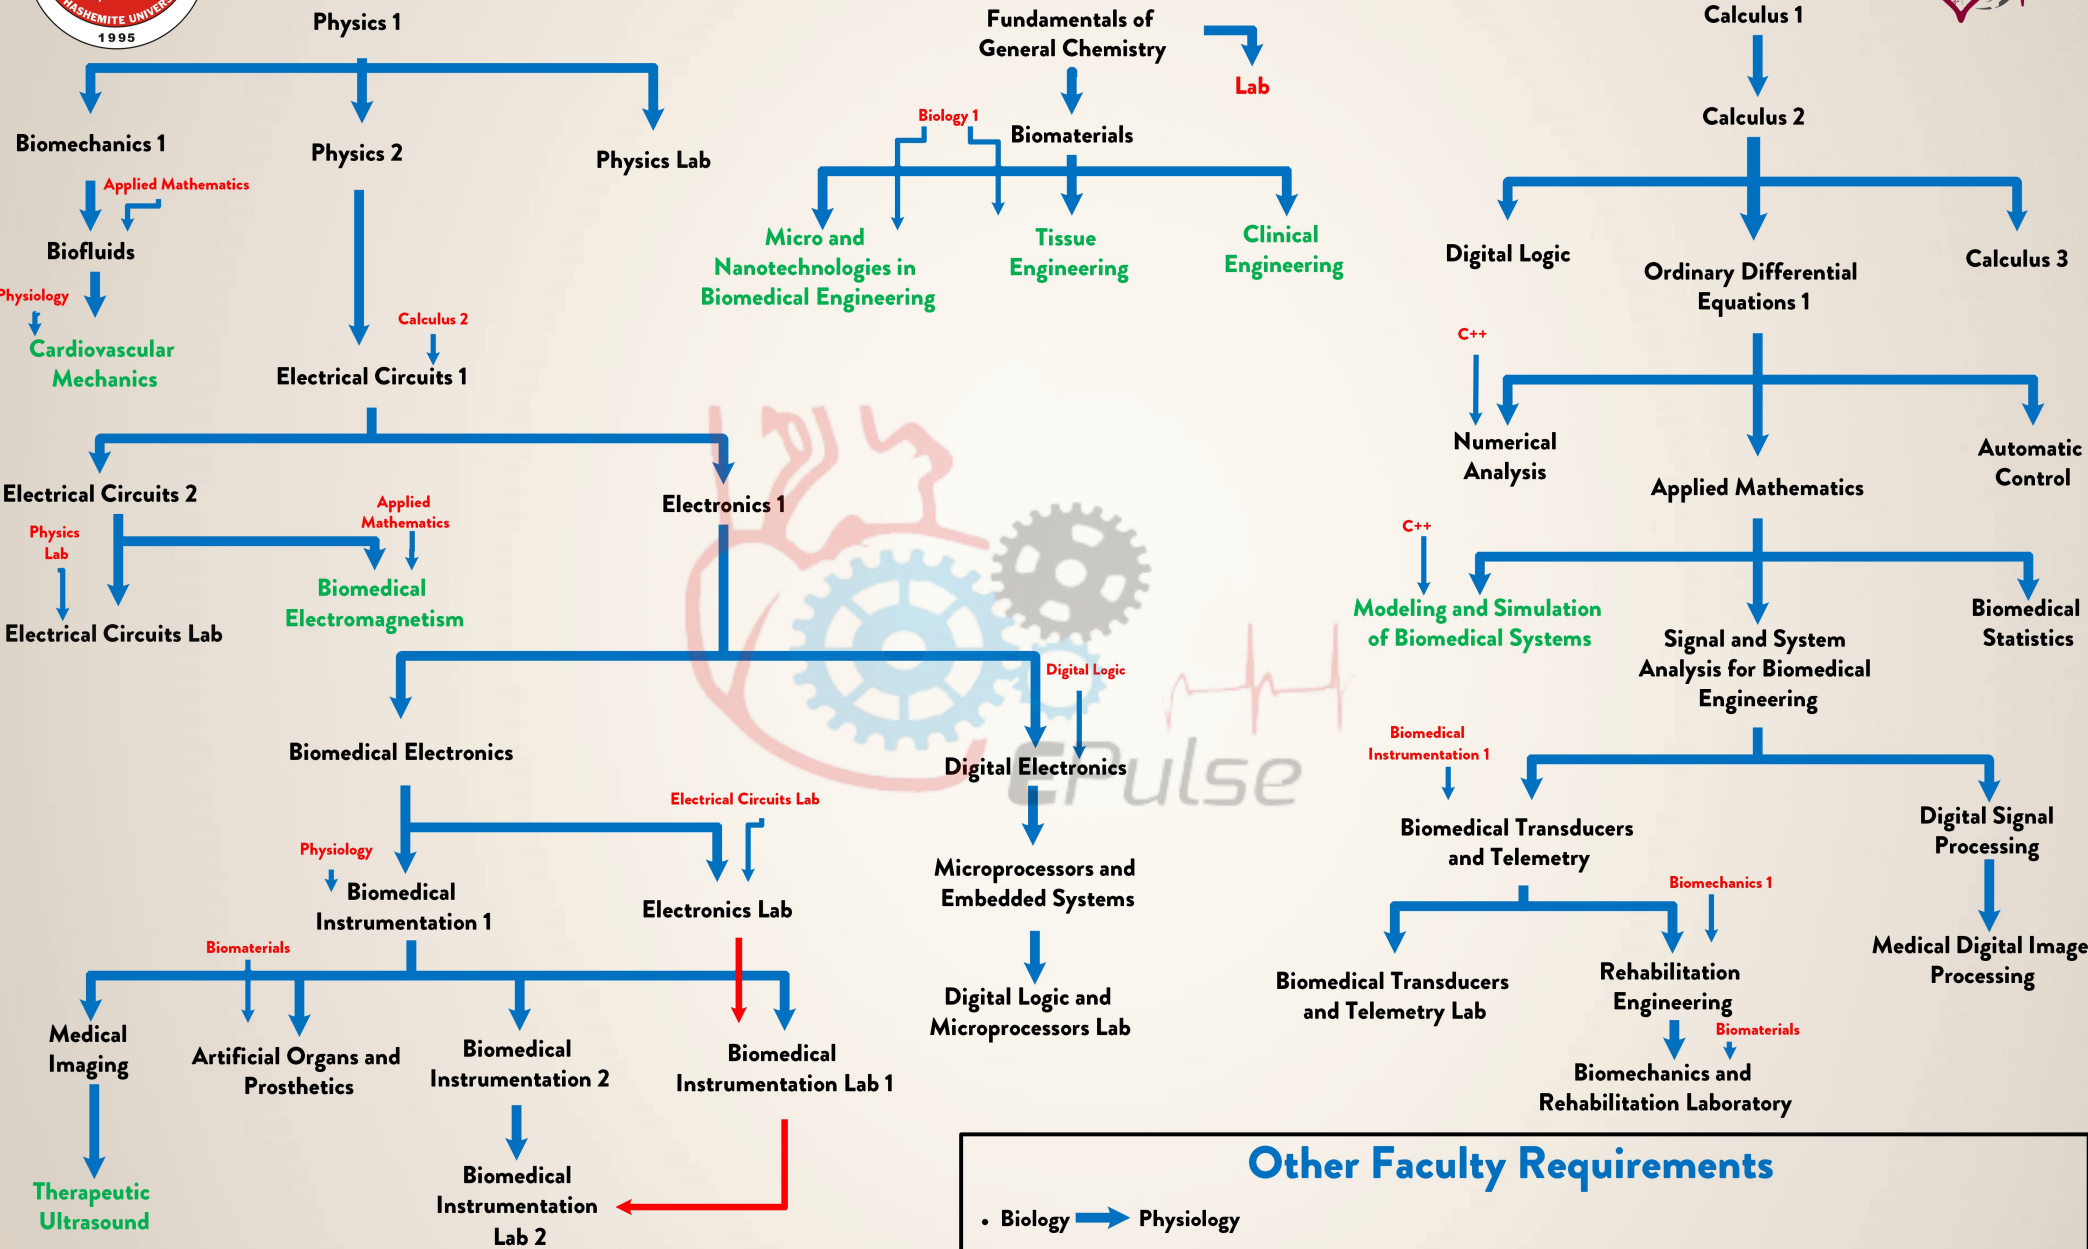 HASHEMITE UNIVERS
1995
Physics 1
Fundamentals of
General Chemistry
Lab
Calculus 1
Calculus 2
Biomechanics 1
Physics 2
Physics Lab
Biology 1
Biomaterials
Applied Mathematics
Biofluids
Physiology
Cardiovascular
Mechanics
Micro and
Nanotechnologies in
Biomedical Engineering
Tissue
Engineering
Clinical
Engineering
Digital Logic
Ordinary Differential
Equations 1
Calculus 3
Calculus 2
Electrical Circuits 1
C++
Numerical
Analysis
Applied Mathematics
Automatic
Control
Electrical Circuits 2
Applied
Mathematics
Electronics 1
Physics
Lab
Biomedical
Electromagnetism
Electrical Circuits Lab
C++
Modeling and Simulation
of Biomedical Systems
Signal and System
Analysis for Biomedical
Engineering
Biomedical
Statistics
Digital Logic
Biomedical Electronics
Digital Electronics
EPulse
Biomedical
Instrumentation 1
Electrical Circuits Lab
Biomedical Transducers
and Telemetry
Digital Signal
Processing
Physiology
Biomedical
Instrumentation 1
Electronics Lab
Microprocessors and
Embedded Systems
Biomechanics 1
Biomaterials
Biomedical Transducers
and Telemetry Lab
Rehabilitation
Engineering
Medical Digital Image
Processing
Medical
Imaging
Artificial Organs and
Prosthetics
Biomedical
Instrumentation 2
Biomedical
Instrumentation Lab 1
Digital Logic and
Microprocessors Lab
Biomaterials
Biomechanics and
Rehabilitation Laboratory
Therapeutic
Ultrasound
Biomedical
Instrumentation
Lab 2
Other Faculty Requirements
• Biology
Physiology